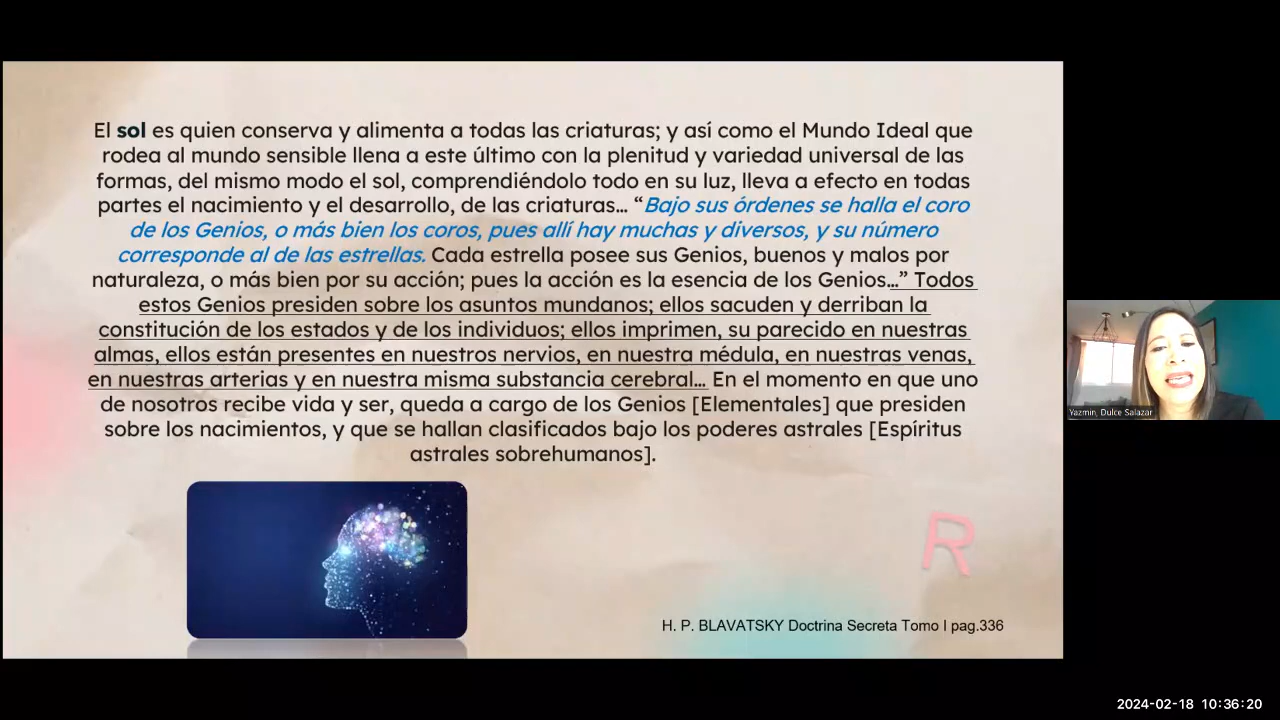 El sol es quien conserva y alimenta a todas las criaturas; y así como el Mundo Ideal que
rodea al mundo sensible llena a este último con la plenitud y variedad universal de las
formas, del mismo modo el sol, comprendiéndolo todo en su luz, lleva a efecto en todas
partes el nacimiento y el desarrollo, de las criaturas... “Bajo sus órdenes se halla el coro
de los Genios, o más bien los coros, pues allí hay muchas y diversos, y su número
corresponde al de las estrellas. Cada estrella posee sus Genios, buenos y malos por
naturaleza, o más bien por su acción; pues la acción es la esencia de los Genios...” Todos
estos Genios presiden sobre los asuntos mundanos; ellos sacuden y derriban la
constitución de los estados y de los individuos; ellos imprimen, su parecido en nuestras
almas, ellos están presentes en nuestros nervios, en nuestra médula, en nuestras venas,
en nuestras arterias y en nuestra misma substancia cerebral... En el momento en que uno
de nosotros recibe vida y ser, queda a cargo de los Genios [Elementales] que presiden
sobre los nacimientos, y que se hallan clasificados bajo los poderes astrales [Espíritus
astrales sobrehumanos].
R
H. P. BLAVATSKY Doctrina Secreta Tomo I pag.336
Yazmin, Dulce Salazar
2024-02-18 10:36:20